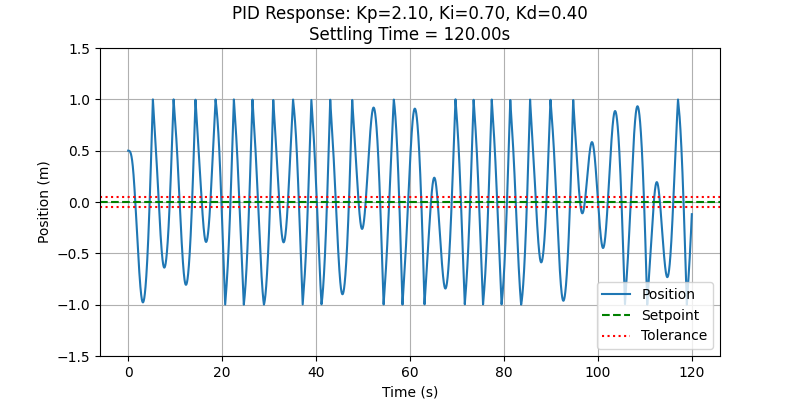 PID Response: Kp=2.10, Ki=0.70, Kd=0.40
Settling Time = 120.00s
1.5
1.0
0.5
0.0
−0.5
−1.0
−1.5
Position (m)
0
20
40
60
80
100
120
Time (s)
Position
Setpoint
Tolerance